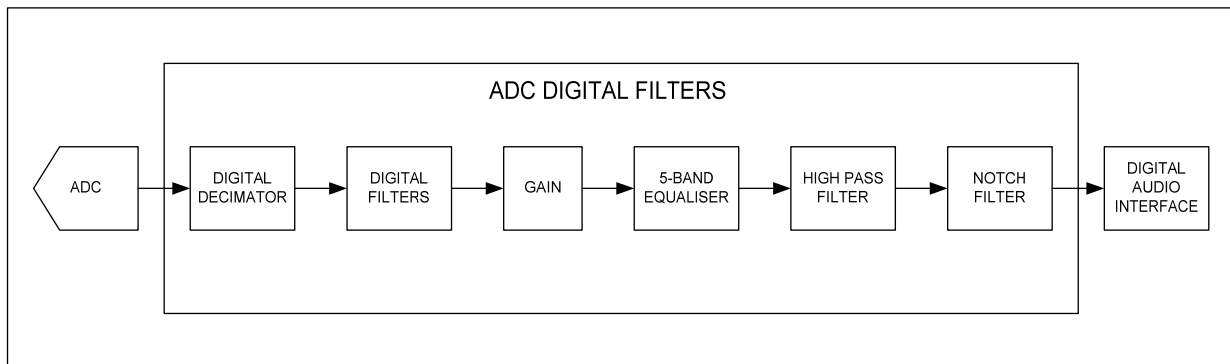 ADC DIGITAL FILTERS
ADC
DIGITAL
DECIMATOR
DIGITAL
FILTERS
GAIN
5-BAND
EQUALISER
HIGH PASS
FILTER
NOTCH
FILTER
DIGITAL
AUDIO
INTERFACE